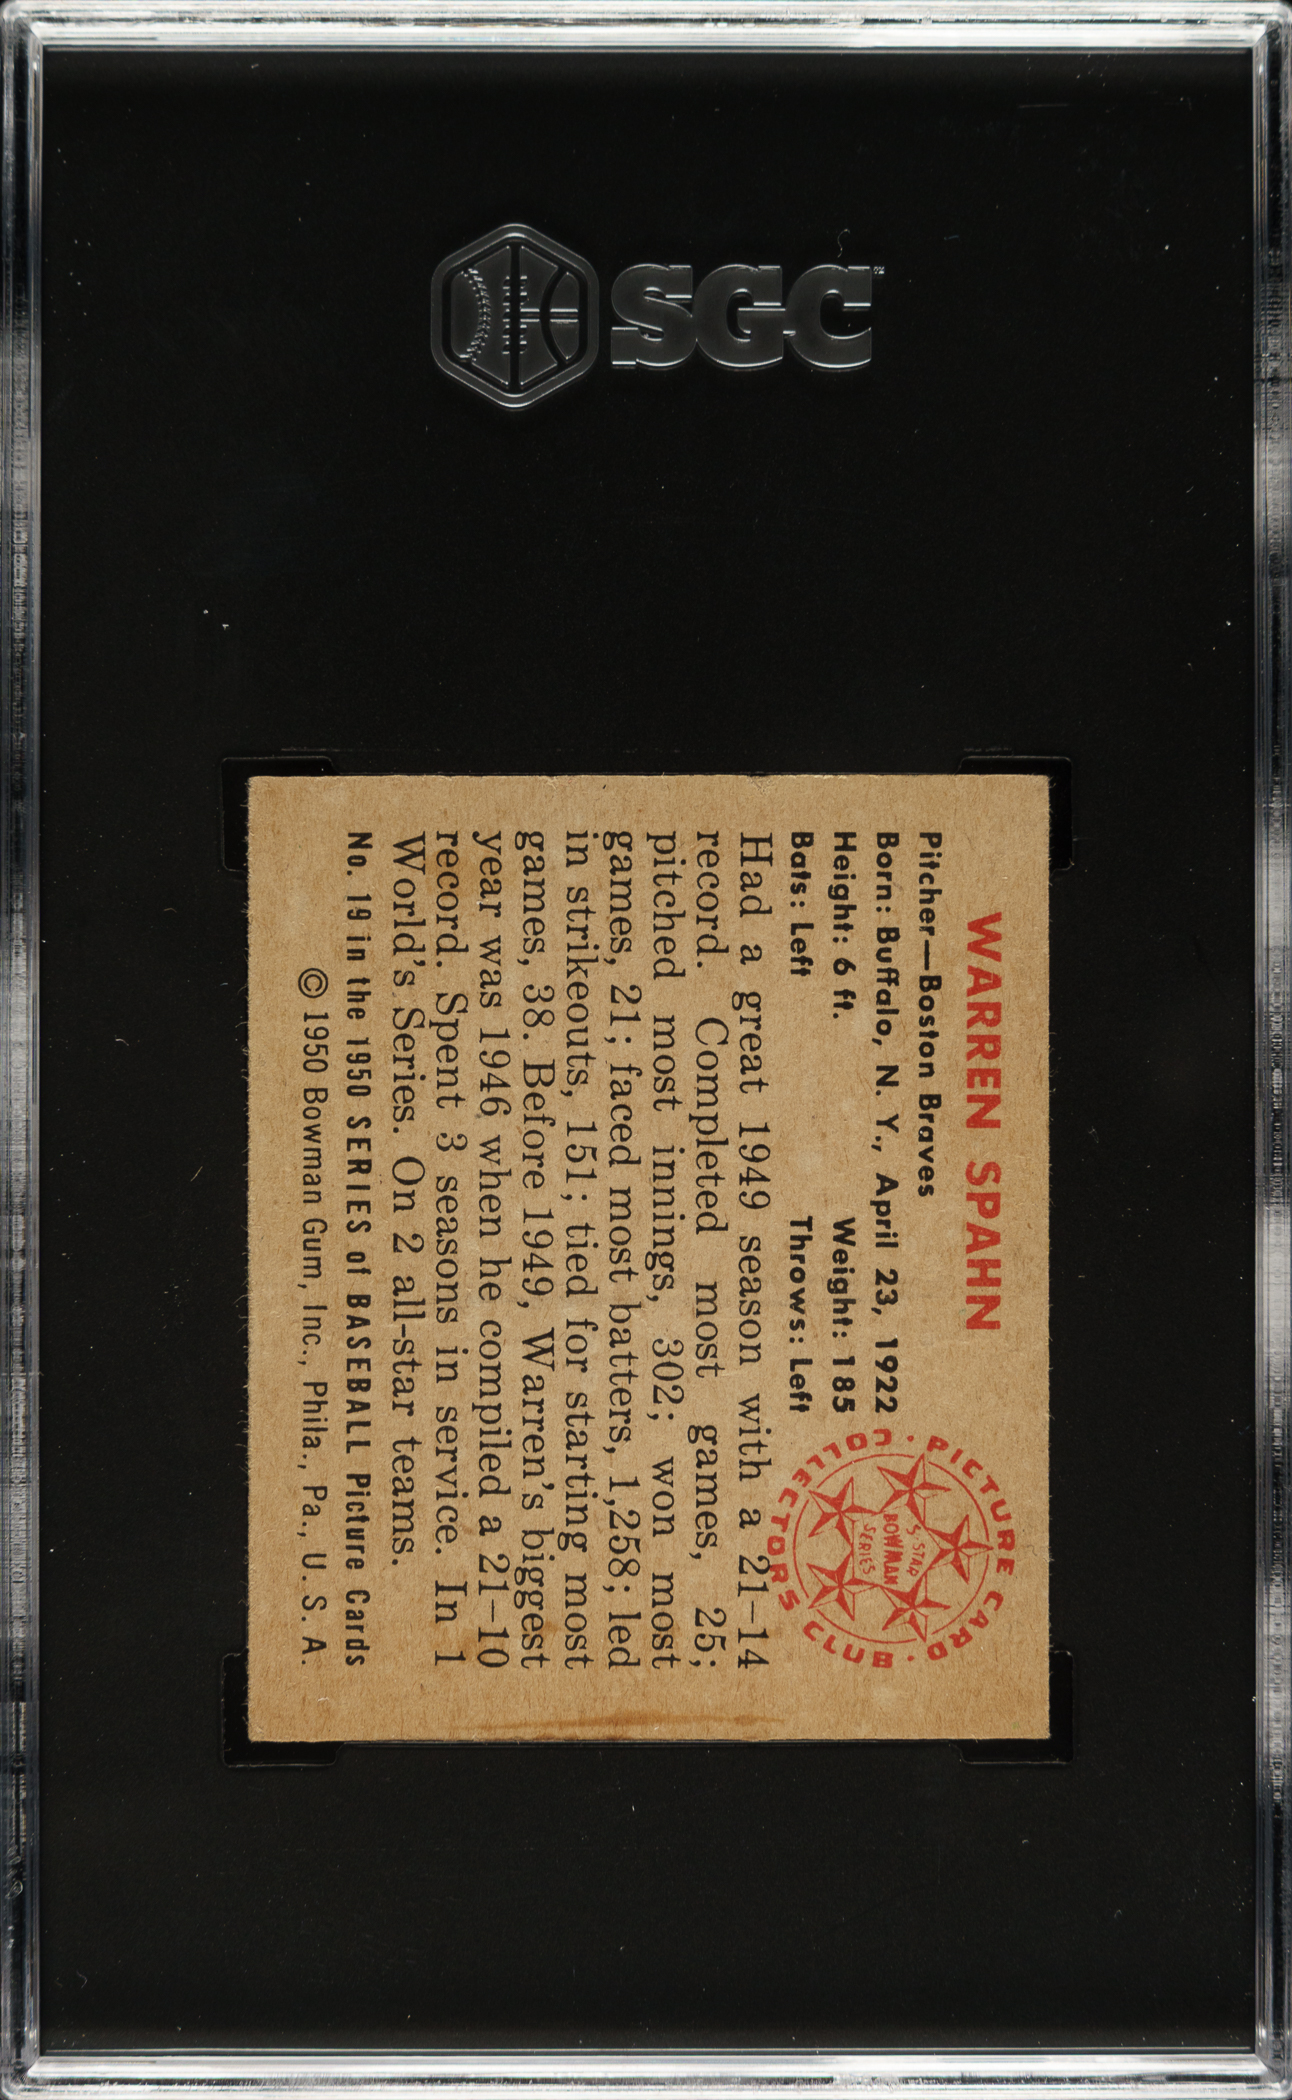 SGC
WARREN SPAHN
Pitcher—Boston Braves
Born: Buffalo, N. Y., April 23, 1922
Height: 6 ft. Weight: 185
Bats: Left Throws: Left
PICTURE CARD · COLLECTORS CLUB ·
5 STAR
BOWMAN
SERIES
Had a great 1949 season with a 21-14
record. Completed most games, 25;
pitched most innings, 302; won most
games, 21; faced most batters, 1,258; led
in strikeouts, 151; tied for starting most
games, 38. Before 1949, Warren's biggest
year was 1946 when he compiled a 21-10
record. Spent 3 seasons in service. In 1
World's Series. On 2 all-star teams.
No. 19 in the 1950 SERIES of BASEBALL Picture Cards
© 1950 Bowman Gum, Inc., Phila., Pa., U. S. A.